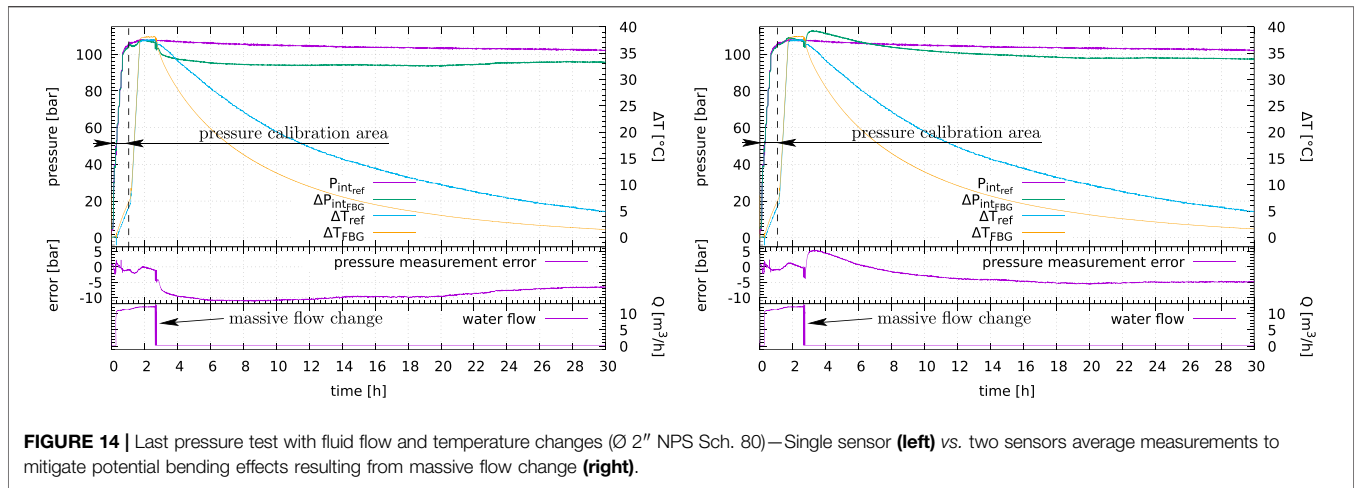 pressure [bar]
100
80
60
40
20
0
40
35
30
25
20
15
10
5
0
ΔT [°C]
pressure calibration area
P_int_ref
ΔP_int_FBG
ΔT_ref
ΔT_FBG
error [bar]
5
0
-5
-10
pressure measurement error
massive flow change
water flow
10
5
0
Q [m³/h]
0 2 4 6 8 10 12 14 16 18 20 22 24 26 28 30
time [h]
pressure [bar]
100
80
60
40
20
0
40
35
30
25
20
15
10
5
0
ΔT [°C]
pressure calibration area
P_int_ref
ΔP_int_FBG
ΔT_ref
ΔT_FBG
error [bar]
5
0
-5
-10
pressure measurement error
massive flow change
water flow
10
5
0
Q [m³/h]
0 2 4 6 8 10 12 14 16 18 20 22 24 26 28 30
time [h]
FIGURE 14 | Last pressure test with fluid flow and temperature changes (Ø 2″ NPS Sch. 80)—Single sensor (left) vs. two sensors average measurements to
mitigate potential bending effects resulting from massive flow change (right).